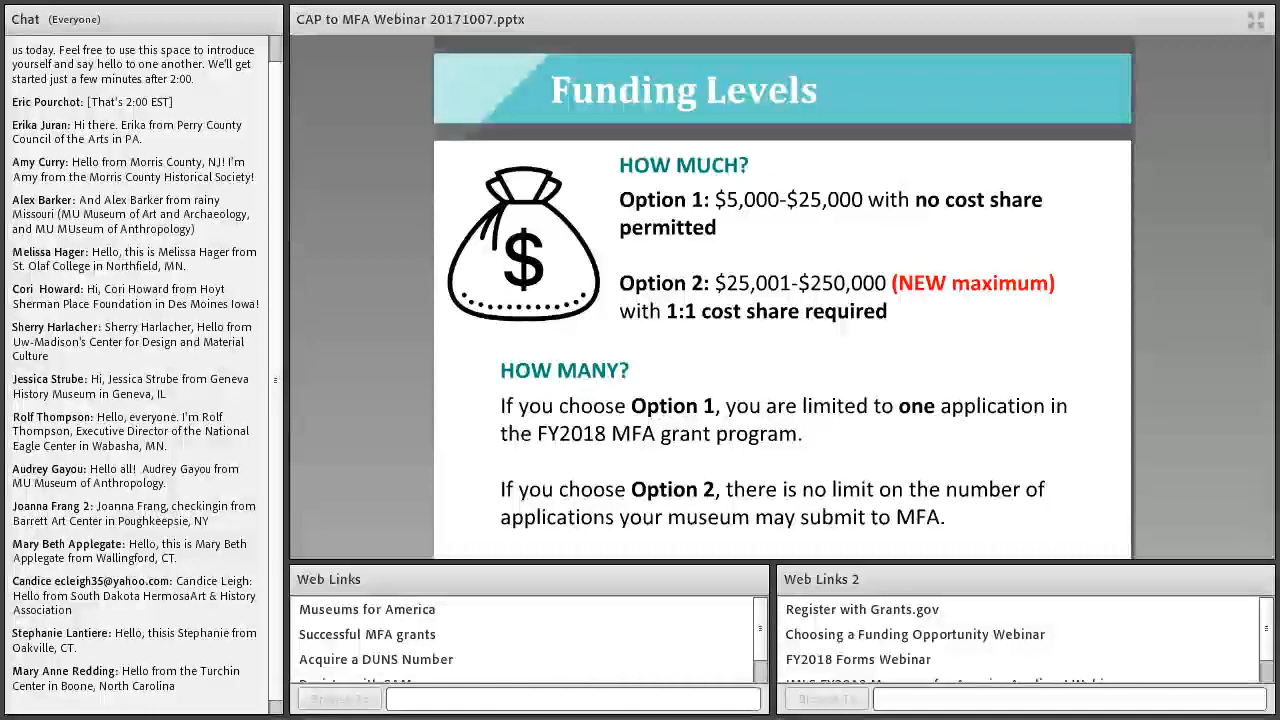 Chat (Everyone)
us today. Feel free to use this space to introduce
yourself and say hello to one another. We'll get
started just a few minutes after 2:00.
Eric Pourchot: [That's 2:00 EST]
Erika Juran: Hi there. Erika from Perry County
Council of the Arts in PA.
Amy Curry: Hello from Morris County, NJ! I'm
Amy from the Morris County Historical Society!
Alex Barker: And Alex Barker from rainy
Missouri (MU Museum of Art and Archaeology,
and MU MUseum of Anthropology)
Melissa Hager: Hello, this is Melissa Hager from
St. Olaf College in Northfield, MN.
Cori Howard: Hi, Cori Howard from Hoyt
Sherman Place Foundation in Des Moines Iowa!
Sherry Harlacher: Sherry Harlacher, Hello from
Uw-Madison's Center for Design and Material
Culture
Jessica Strube: Hi, Jessica Strube from Geneva
History Museum in Geneva, IL
Rolf Thompson: Hello, everyone. I'm Rolf
Thompson, Executive Director of the National
Eagle Center in Wabasha, MN.
Audrey Gayou: Hello all! Audrey Gayou from
MU Museum of Anthropology.
Joanna Frang 2: Joanna Frang, checkingin from
Barrett Art Center in Poughkeepsie, NY
Mary Beth Applegate: Hello, this is Mary Beth
Applegate from Wallingford, CT.
Candice ecleigh35@yahoo.com: Candice Leigh:
Hello from South Dakota HermosaArt & History
Association
Stephanie Lantiere: Hello, thisis Stephanie from
Oakville, CT.
Mary Anne Redding: Hello from the Turchin
Center in Boone, North Carolina
CAP to MFA Webinar 20171007.pptx
Funding Levels
$
HOW MUCH?
Option 1: $5,000-$25,000 with no cost share
permitted
Option 2: $25,001-$250,000 (NEW maximum)
with 1:1 cost share required
HOW MANY?
If you choose Option 1, you are limited to one application in
the FY2018 MFA grant program.
If you choose Option 2, there is no limit on the number of
applications your museum may submit to MFA.
Web Links
Museums for America
Successful MFA grants
Acquire a DUNS Number
Browse To
Web Links 2
Register with Grants.gov
Choosing a Funding Opportunity Webinar
FY2018 Forms Webinar
Browse To